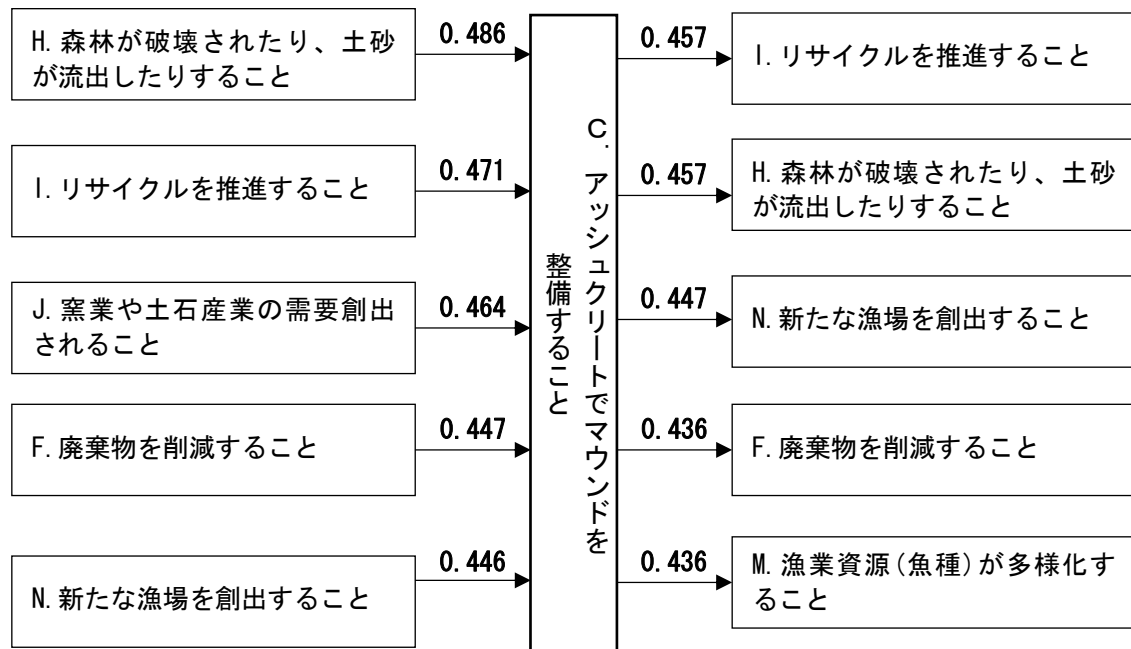 H. 森林が破壊されたり、土砂
が流出したりすること
0.486
I. リサイクルを推進すること
0.471
J. 窯業や土石産業の需要創出
されること
0.464
F. 廃棄物を削減すること
0.447
N. 新たな漁場を創出すること
0.446
C. アッシュクリートでマウンドを
整備すること
0.457
I. リサイクルを推進すること
0.457
H. 森林が破壊されたり、土砂
が流出したりすること
0.447
N. 新たな漁場を創出すること
0.436
F. 廃棄物を削減すること
0.436
M. 漁業資源(魚種)が多様化す
ること